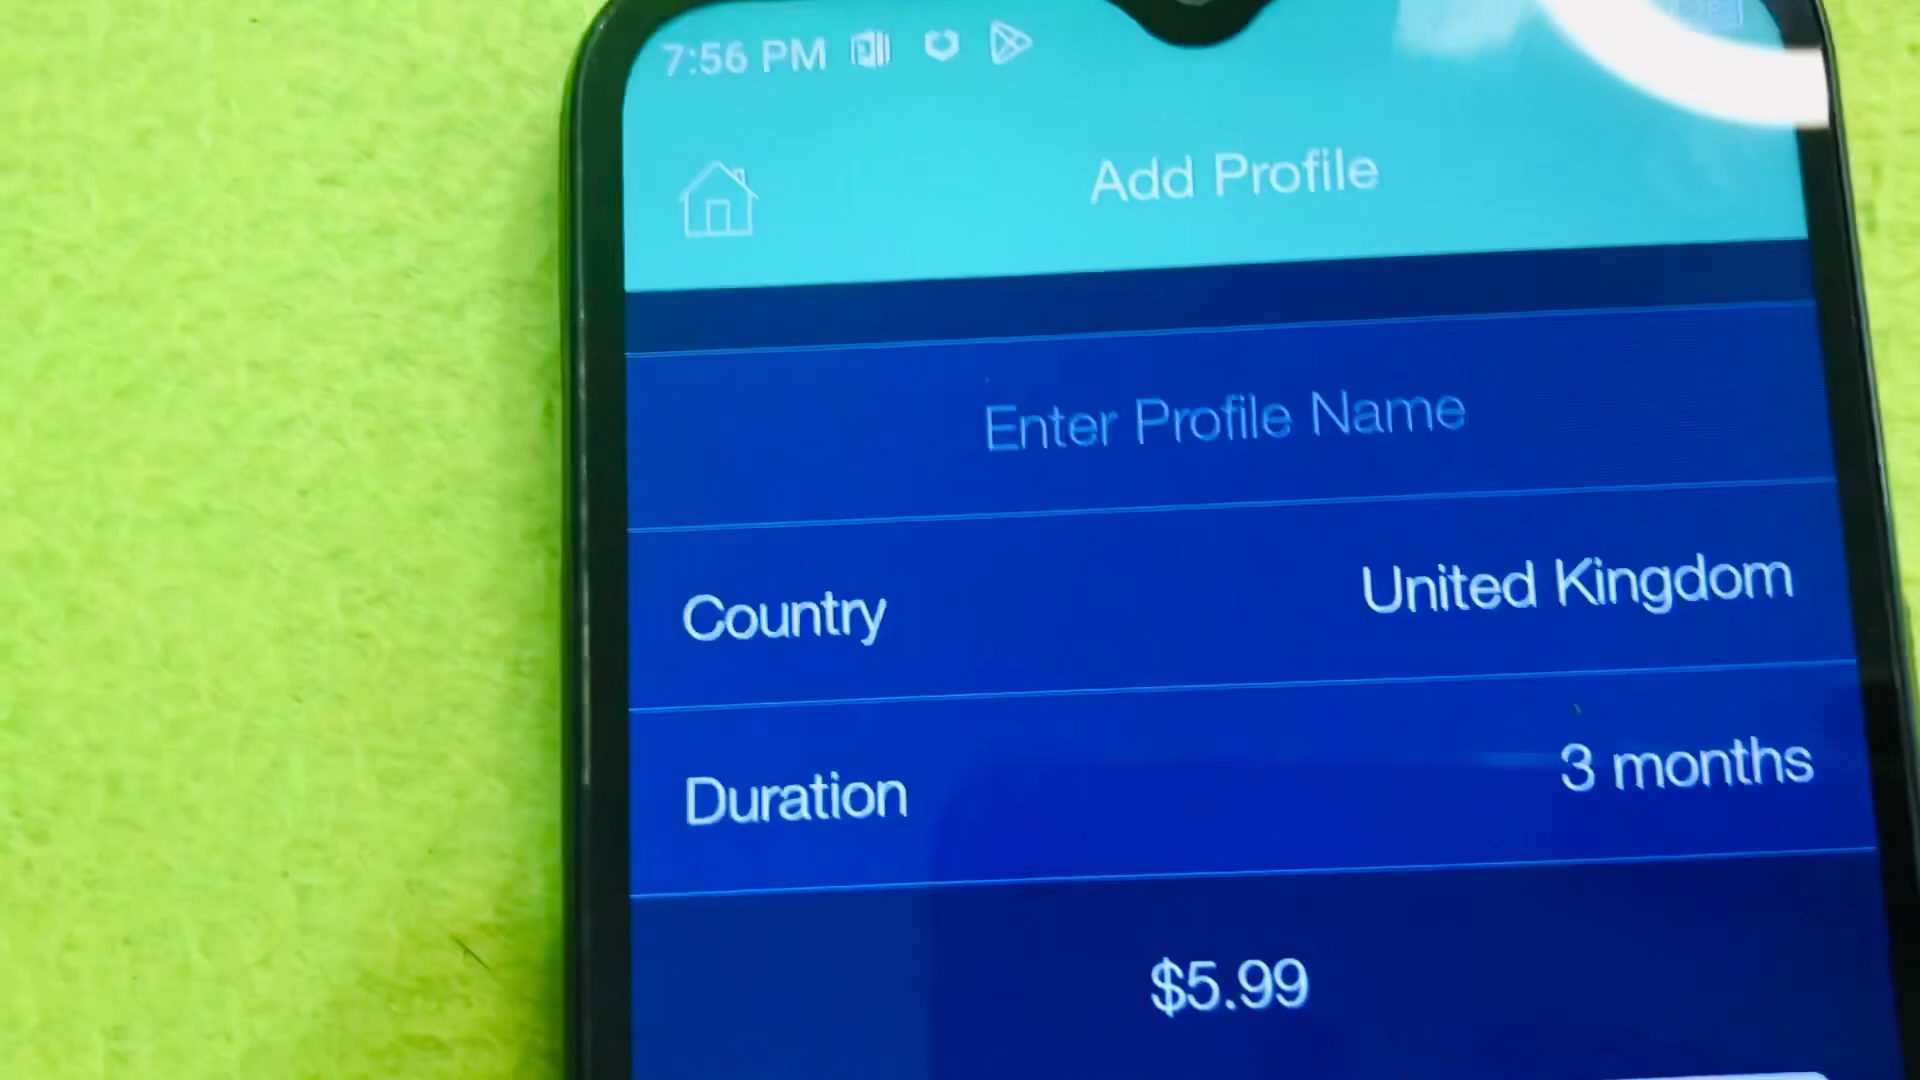 7:56 PM
Add Profile
Enter Profile Name
Country United Kingdom
Duration 3 months
$5.99